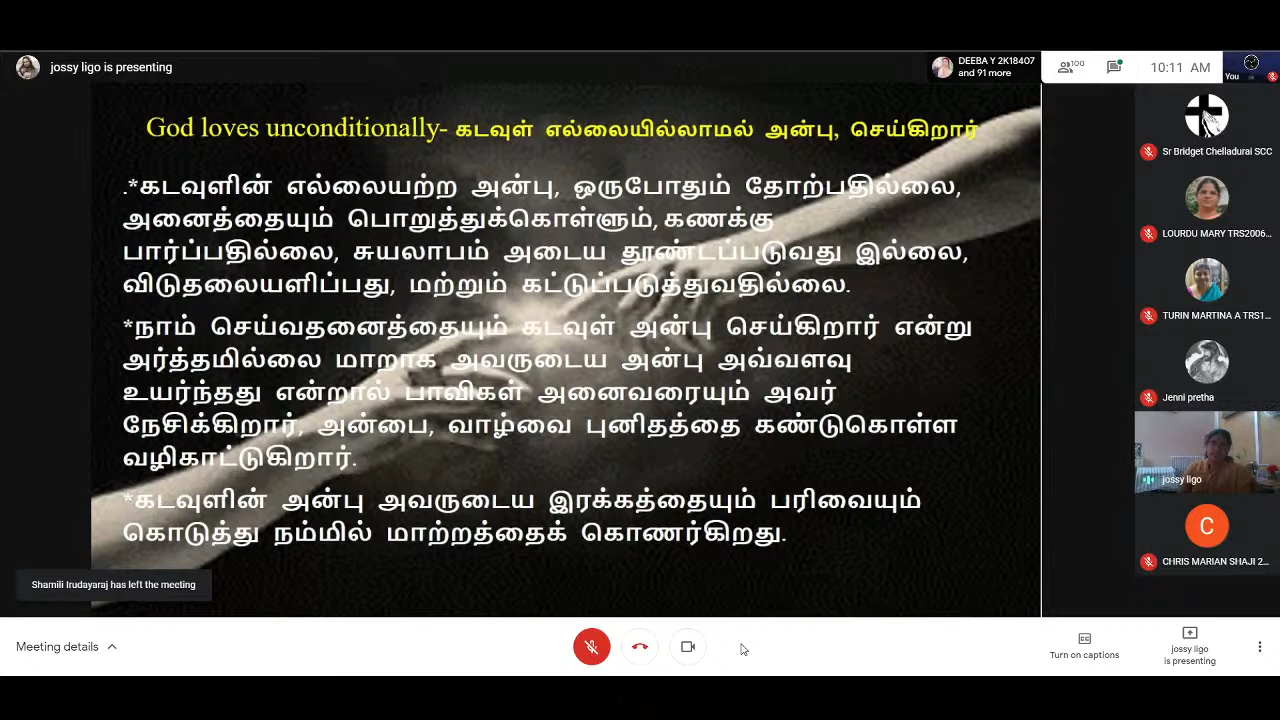 jossy ligo is presenting
DEEBA Y 2K18407
and 91 more
100
10:11 AM
You
God loves unconditionally- கடவுள் எல்லையில்லாமல் அன்பு, செய்கிறார்
.*கடவுளின் எல்லையற்ற அன்பு, ஒருபோதும் தோற்பதில்லை,
அனைத்தையும் பொறுத்துக்கொள்ளும், கணக்கு
பார்ப்பதில்லை, சுயலாபம் அடைய தூண்டப்படுவது இல்லை,
விடுதலையளிப்பது, மற்றும் கட்டுப்படுத்துவதில்லை.
*நாம் செய்வதனைத்தையும் கடவுள் அன்பு செய்கிறார் என்று
அர்த்தமில்லை மாறாக அவருடைய அன்பு அவ்வளவு
உயர்ந்தது என்றால் பாவிகள் அனைவரையும் அவர்
நேசிக்கிறார், அன்பை, வாழ்வை புனிதத்தை கண்டுகொள்ள
வழிகாட்டுகிறார்.
*கடவுளின் அன்பு அவருடைய இரக்கத்தையும் பரிவையும்
கொடுத்து நம்மில் மாற்றத்தைக் கொணர்கிறது.
Sr Bridget Chelladurai SCC
LOURDU MARY TRS2006...
TURIN MARTINA A TRS1...
Jenni pretha
jossy ligo
C
CHRIS MARIAN SHAJI 2...
Shamili Irudayaraj has left the meeting
Meeting details
Turn on captions
jossy ligo
is presenting